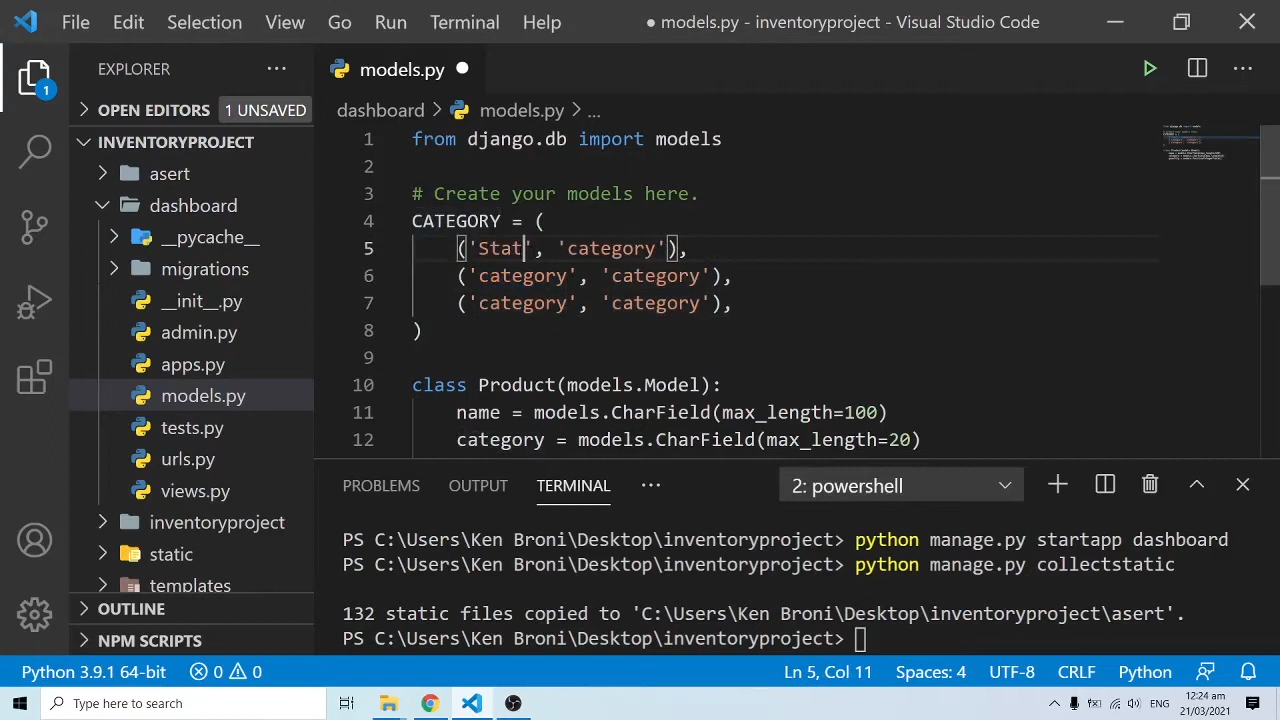 File Edit Selection View Go Run Terminal Help ● models.py - inventoryproject - Visual Studio Code
EXPLORER ···
models.py ●
1
OPEN EDITORS 1 UNSAVED
dashboard > models.py > ...
INVENTORYPROJECT
asert
dashboard
__pycache__
migrations
__init__.py
admin.py
apps.py
models.py
tests.py
urls.py
views.py
inventoryproject
static
templates
OUTLINE
NPM SCRIPTS
1 from django.db import models
2
3 # Create your models here.
4 CATEGORY = (
5 ('Stat', 'category'),
6 ('category', 'category'),
7 ('category', 'category'),
8 )
9
10 class Product(models.Model):
11 name = models.CharField(max_length=100)
12 category = models.CharField(max_length=20)
PROBLEMS OUTPUT TERMINAL ··· 2: powershell
PS C:\Users\Ken Broni\Desktop\inventoryproject> python manage.py startapp dashboard
PS C:\Users\Ken Broni\Desktop\inventoryproject> python manage.py collectstatic
132 static files copied to 'C:\Users\Ken Broni\Desktop\inventoryproject\asert'.
PS C:\Users\Ken Broni\Desktop\inventoryproject>
Python 3.9.1 64-bit 0 0 Ln 5, Col 11 Spaces: 4 UTF-8 CRLF Python
Type here to search ENG 12:24 am
21/03/2021